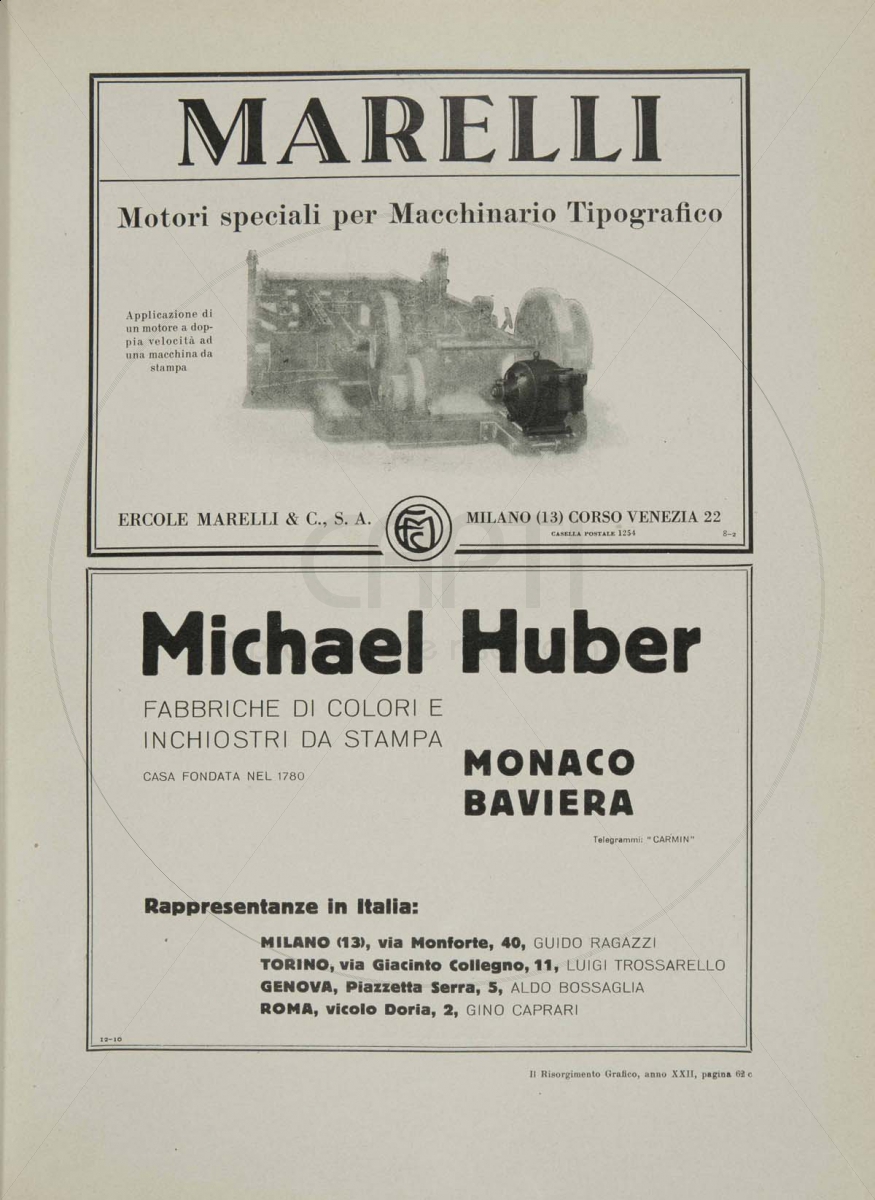 MARELLI
Motori speciali per Macchinario Tipografico
Applicazione di
un motore a dop-
pia velocità ad
una macchina da
stampa
ERCOLE MARELLI & C., S. A.
MILANO (13) CORSO VENEZIA 22
CASELLA POSTALE 1254
8-2
Michael Huber
FABBRICHE DI COLORI E
INCHIOSTRI DA STAMPA
CASA FONDATA NEL 1780
MONACO
BAVIERA
Telegrammi: "CARMIN"
Rappresentanze in Italia:
MILANO (13), via Monforte, 40, GUIDO RAGAZZI
TORINO, via Giacinto Collegno, 11, LUIGI TROSSARELLO
GENOVA, Piazzetta Serra, 5, ALDO BOSSAGLIA
ROMA, vicolo Doria, 2, GINO CAPRARI
12-10
Il Risorgimento Grafico, anno XXII, pagina 62 c